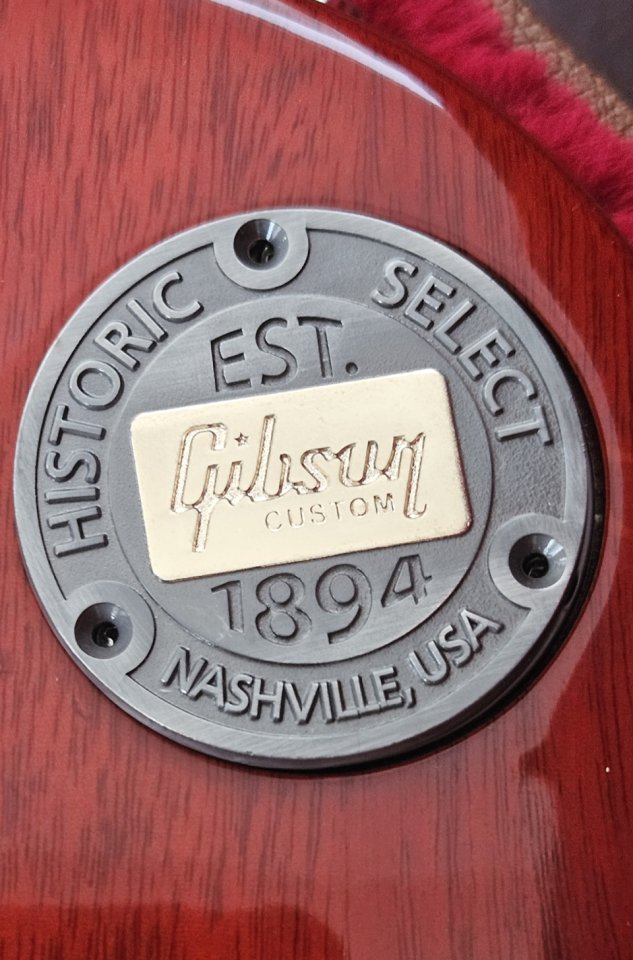 HISTORIC SELECT
EST.
Gibson
CUSTOM
1894
NASHVILLE, USA